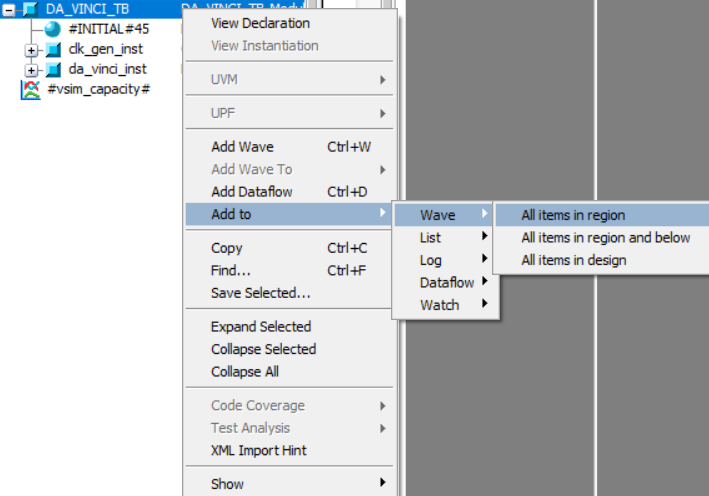 DA_VINCI_TB DA_VINCI_TB Modul
#INITIAL#45
clk_gen_inst
da_vinci_inst
#vsim_capacity#
View Declaration
View Instantiation
UVM
UPF
Add Wave Ctrl+W
Add Wave To
Add Dataflow Ctrl+D
Add to
Copy Ctrl+C
Find... Ctrl+F
Save Selected...
Expand Selected
Collapse Selected
Collapse All
Code Coverage
Test Analysis
XML Import Hint
Show
Wave
List
Log
Dataflow
Watch
All items in region
All items in region and below
All items in design